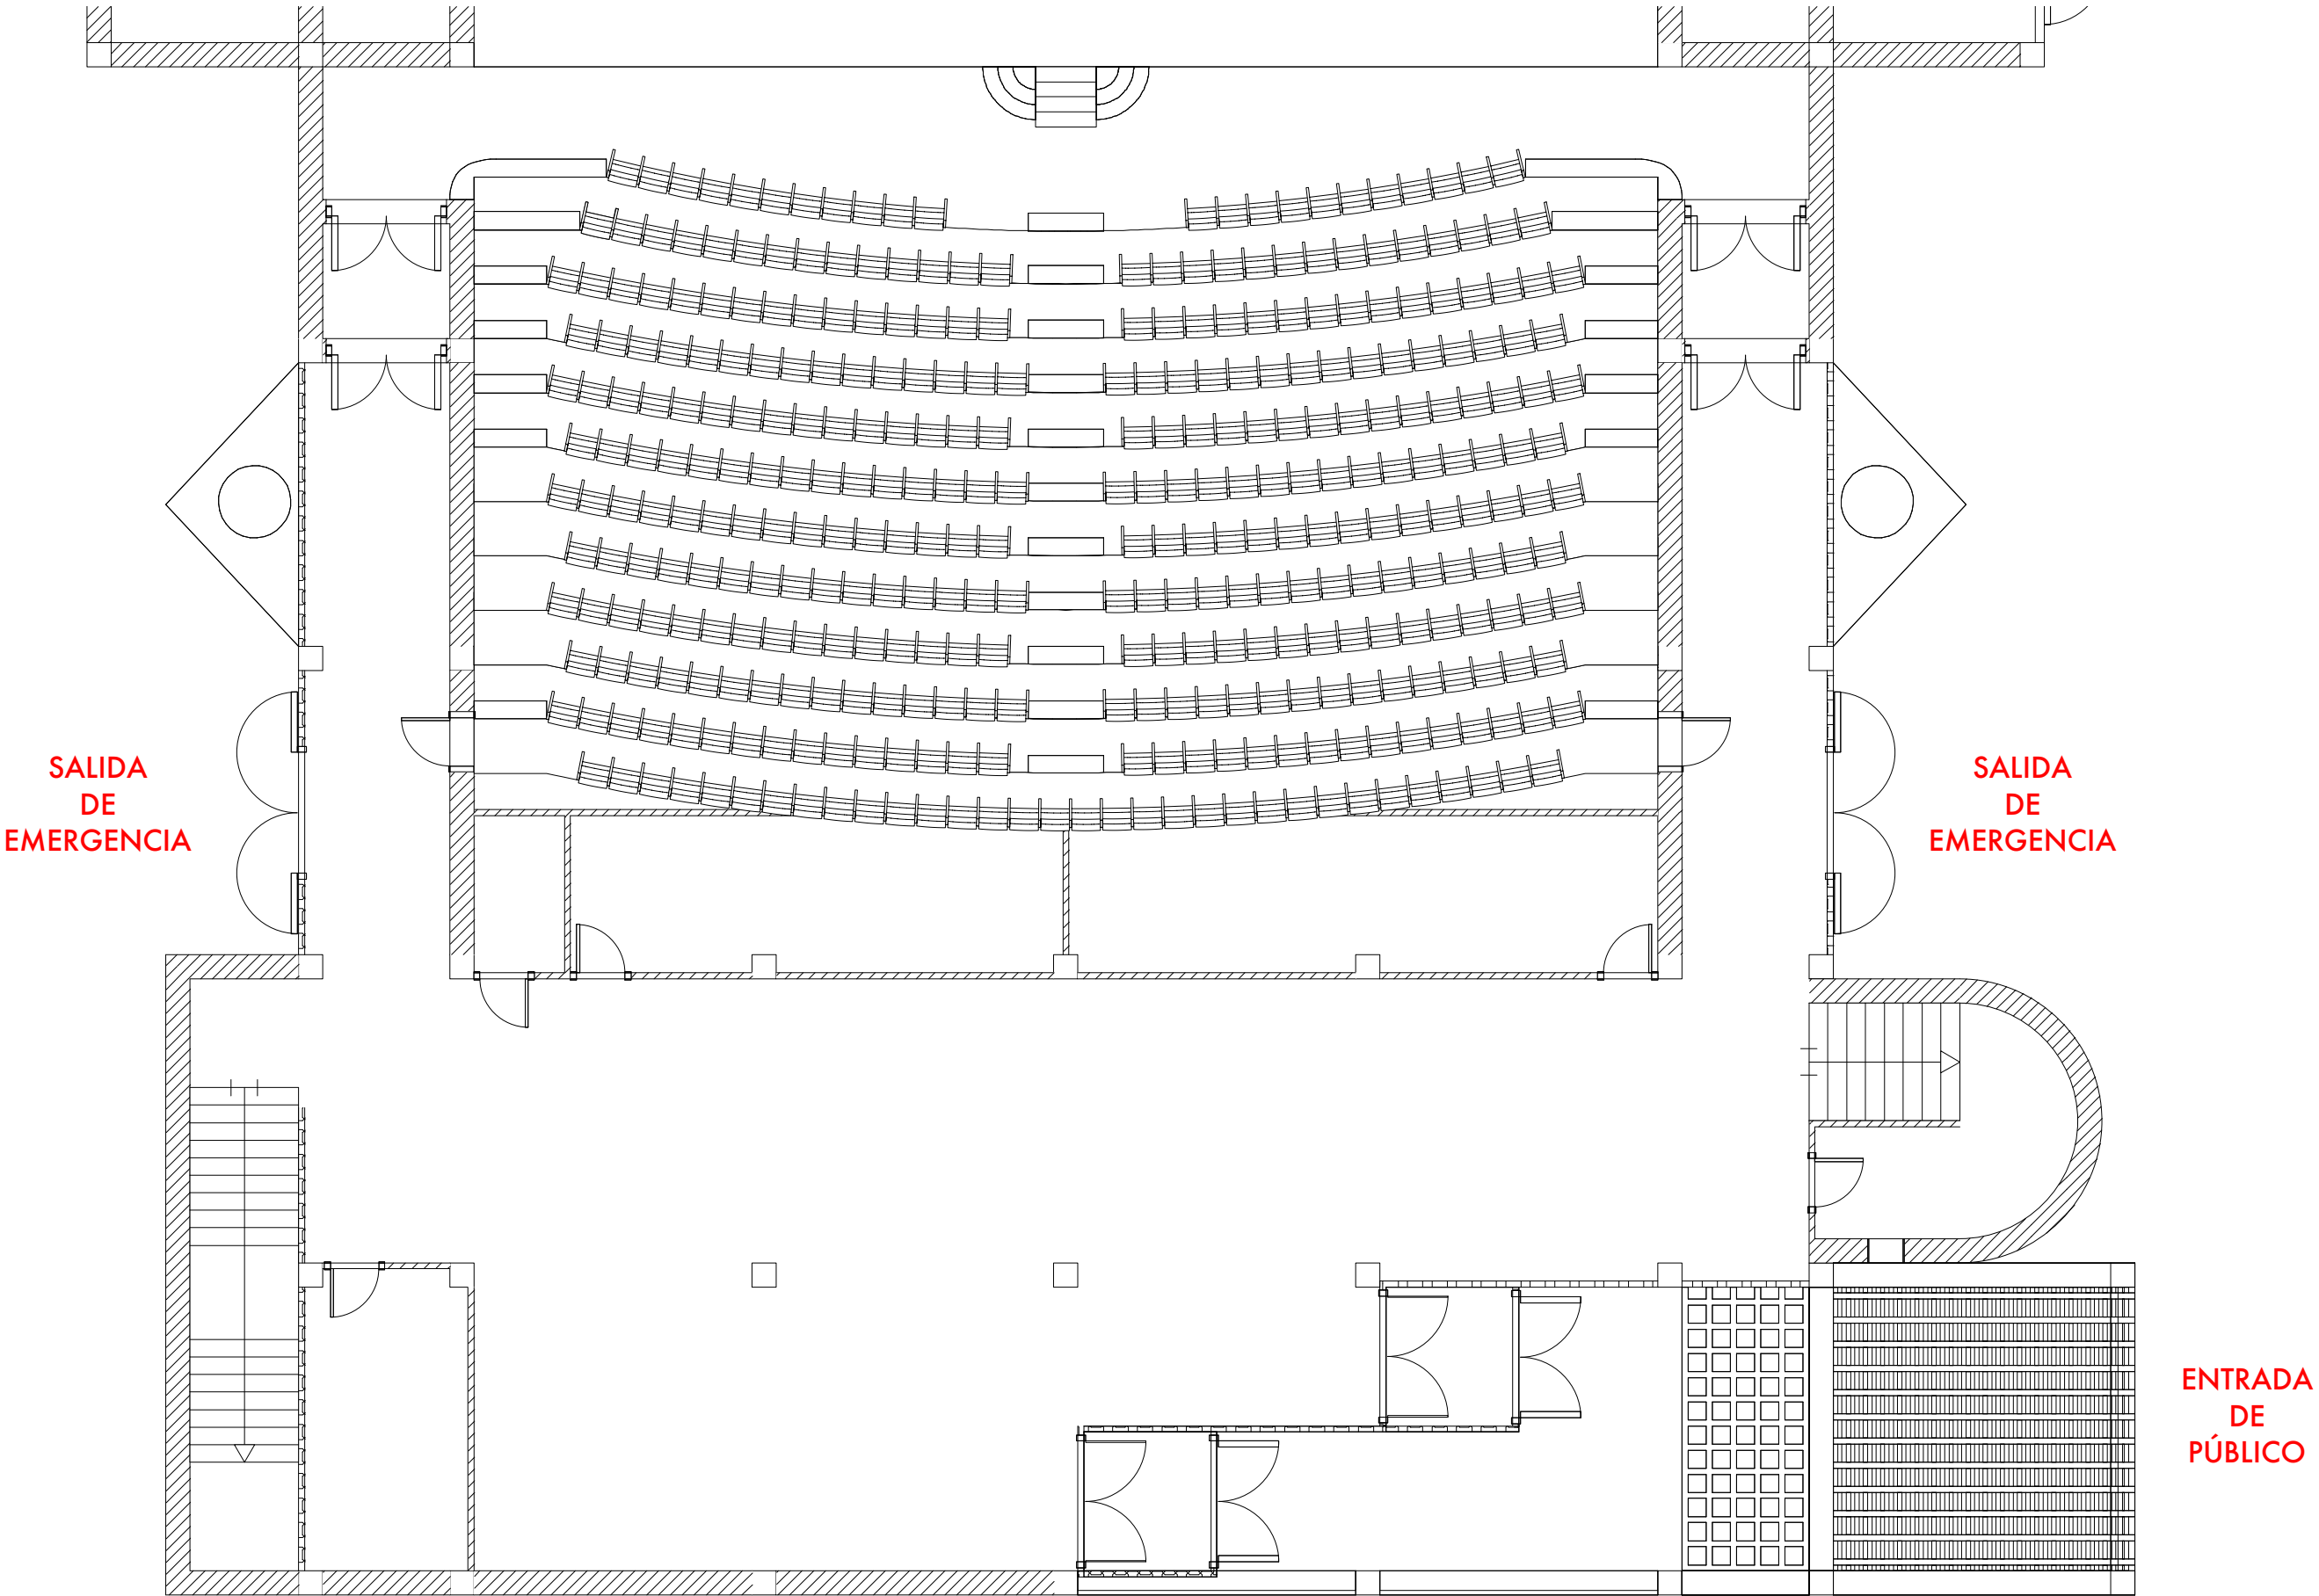 SALIDA
DE
EMERGENCIA
SALIDA
DE
EMERGENCIA
ENTRADA
DE
PÚBLICO